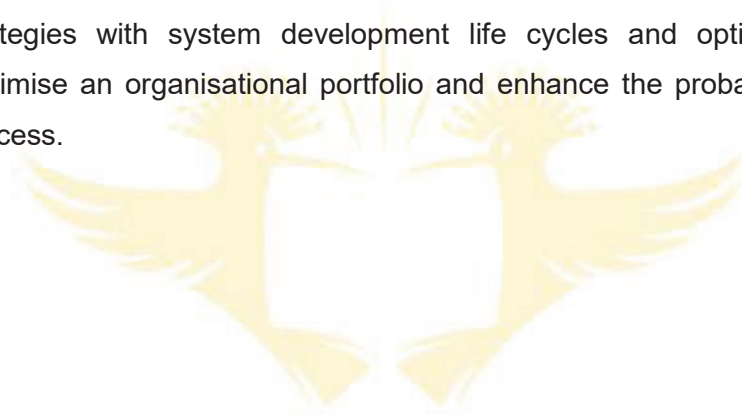 tegies with system development life cycles and opti
imise an organisational portfolio and enhance the proba
cess.